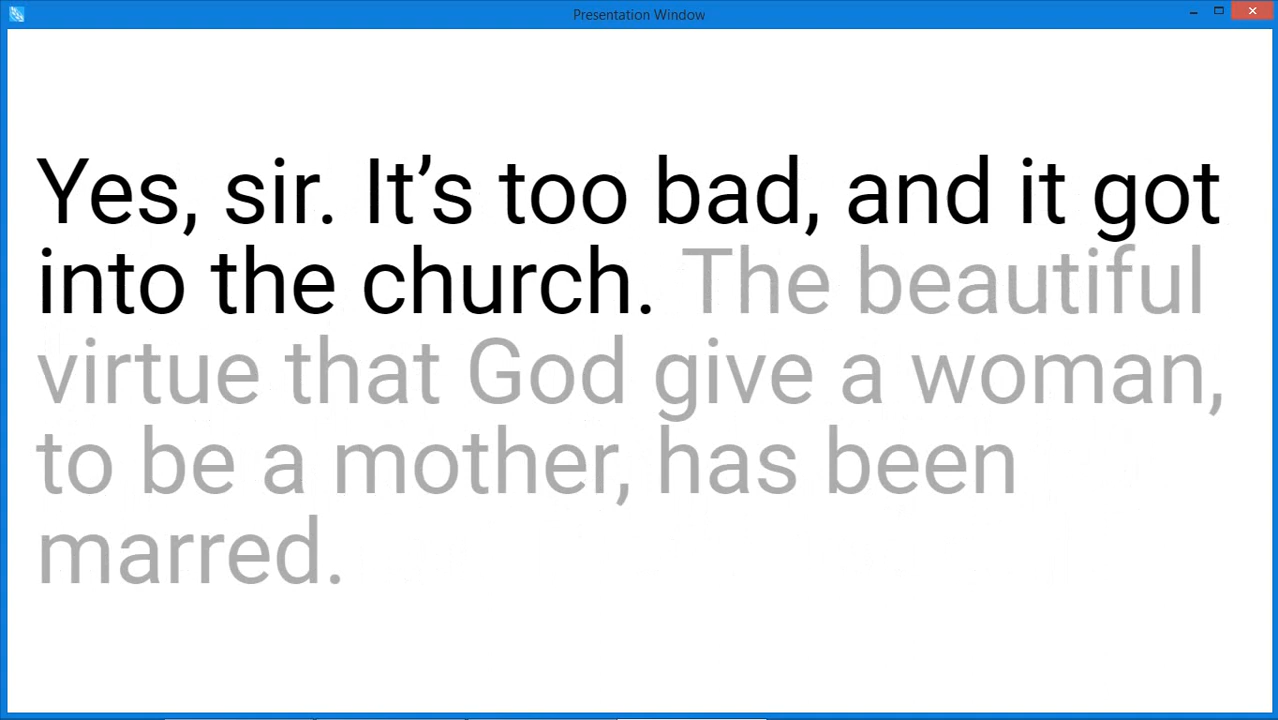 Presentation Window
Yes, sir. It’s too bad, and it got
into the church. The beautiful
virtue that God give a woman,
to be a mother, has been
marred.